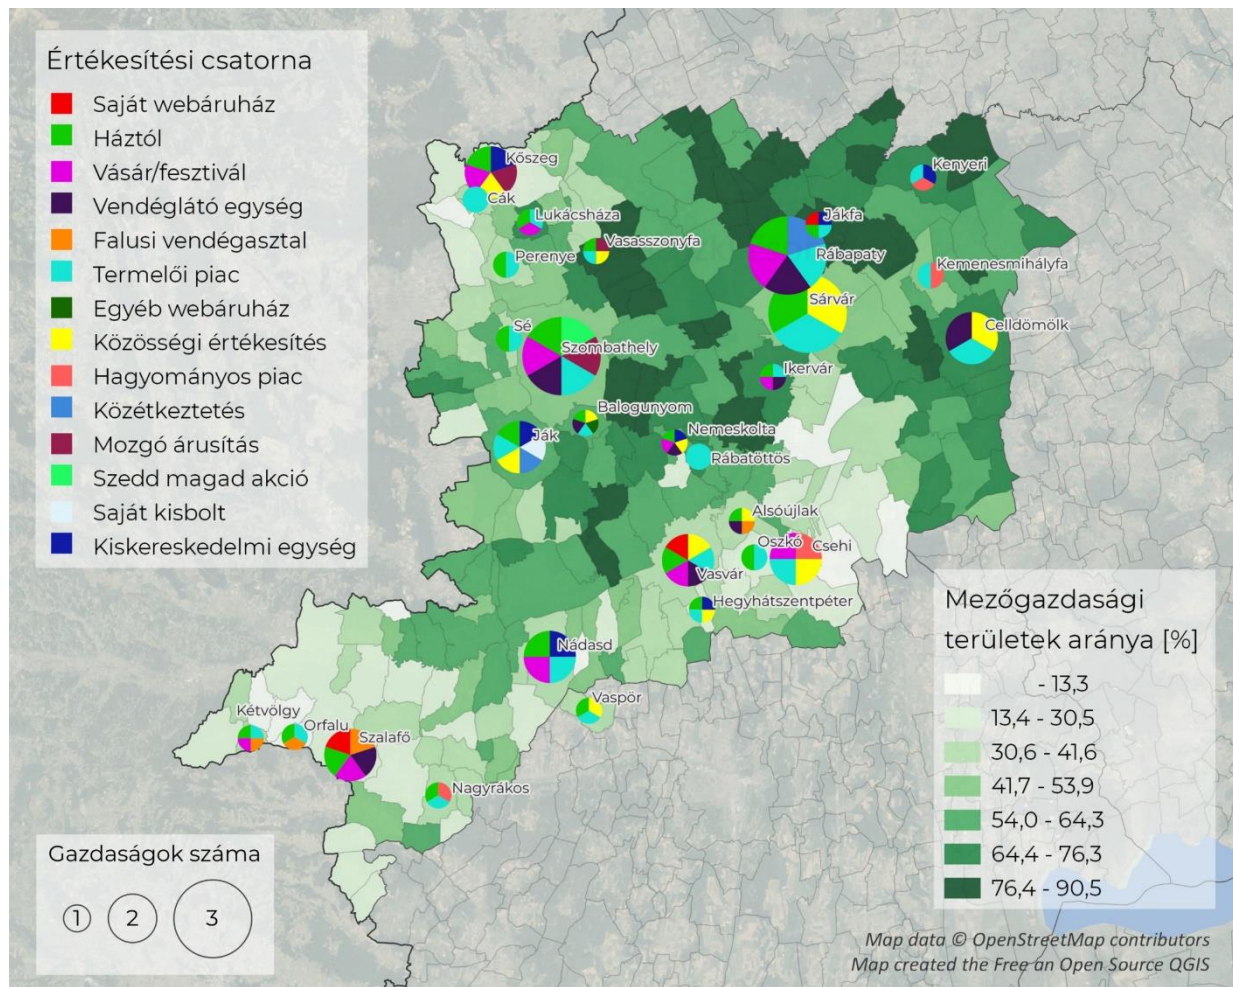 Értékesítési csatorna
Saját webáruház
Háztól
Vásár/fesztivál
Vendéglátó egység
Falusi vendégasztal
Termelői piac
Egyéb webáruház
Közösségi értékesítés
Hagyományos piac
Közétkeztetés
Mozgó árusítás
Szedd magad akció
Saját kisbolt
Kiskereskedelmi egység
Kőszeg
Cák
Lukácsháza
Vasasszonyfa
Perenye
Kenyeri
Jákfa
Rábapaty
Kemenesmihályfa
Sárvár
Celldömölk
Sé
Szombathely
Ikervár
Balogunyom
Ják
Nemeskolta
Rábatöttös
Alsóújlak
Oszkó
Csehi
Vasvár
Hegyhátszentpéter
Nádasd
Vaspör
Kétvölgy
Orfalu
Szalafő
Nagyrákos
Gazdaságok száma
1 2 3
Mezőgazdasági
területek aránya [%]
- 13,3
13,4 - 30,5
30,6 - 41,6
41,7 - 53,9
54,0 - 64,3
64,4 - 76,3
76,4 - 90,5
Map data © OpenStreetMap contributors
Map created the Free an Open Source QGIS